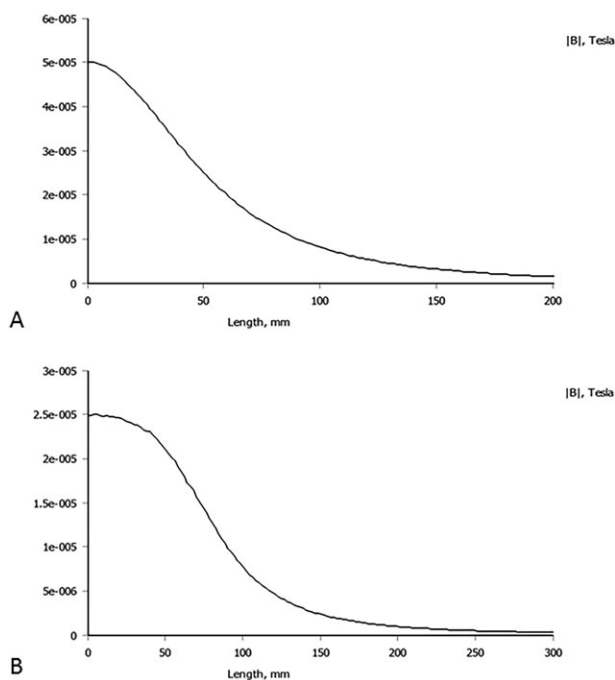 6e-005
|B|, Tesla
5e-005
4e-005
3e-005
2e-005
1e-005
0
0 50 100 150 200
A
Length, mm
3e-005
|B|, Tesla
2.5e-005
2e-005
1.5e-005
1e-005
5e-006
0
0 50 100 150 200 250 300
B
Length, mm